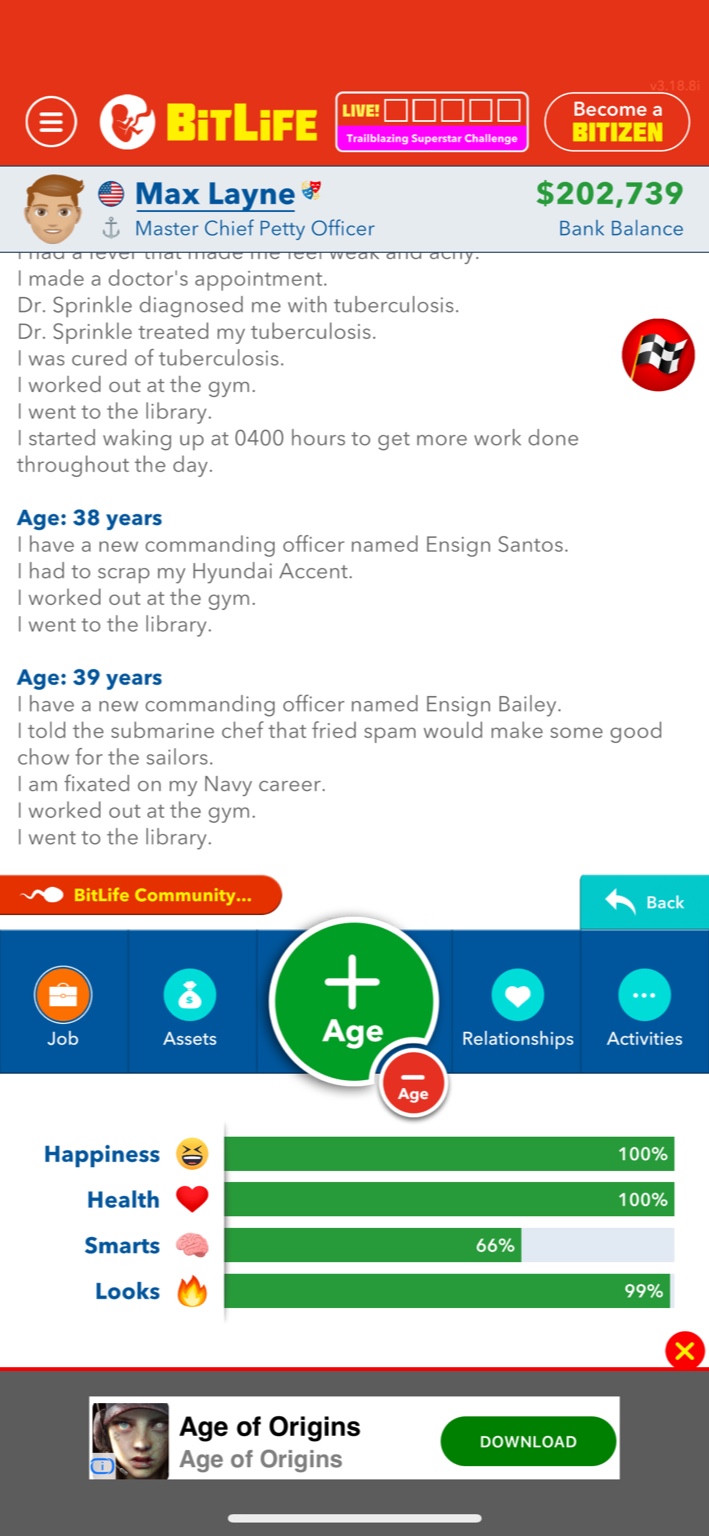 v3.18.8i
BITLIFE
LIVE!
Trailblazing Superstar Challenge
Become a
BITIZEN
Max Layne
$202,739
Master Chief Petty Officer
Bank Balance
I had a fever that made me feel weak and achy.
I made a doctor's appointment.
Dr. Sprinkle diagnosed me with tuberculosis.
Dr. Sprinkle treated my tuberculosis.
I was cured of tuberculosis.
I worked out at the gym.
I went to the library.
I started waking up at 0400 hours to get more work done
throughout the day.
Age: 38 years
I have a new commanding officer named Ensign Santos.
I had to scrap my Hyundai Accent.
I worked out at the gym.
I went to the library.
Age: 39 years
I have a new commanding officer named Ensign Bailey.
I told the submarine chef that fried spam would make some good
chow for the sailors.
I am fixated on my Navy career.
I worked out at the gym.
I went to the library.
BitLife Community...
Back
Job
Assets
Age
Age
Relationships
Activities
Happiness
100%
Health
100%
Smarts
66%
Looks
99%
Age of Origins
Age of Origins
DOWNLOAD